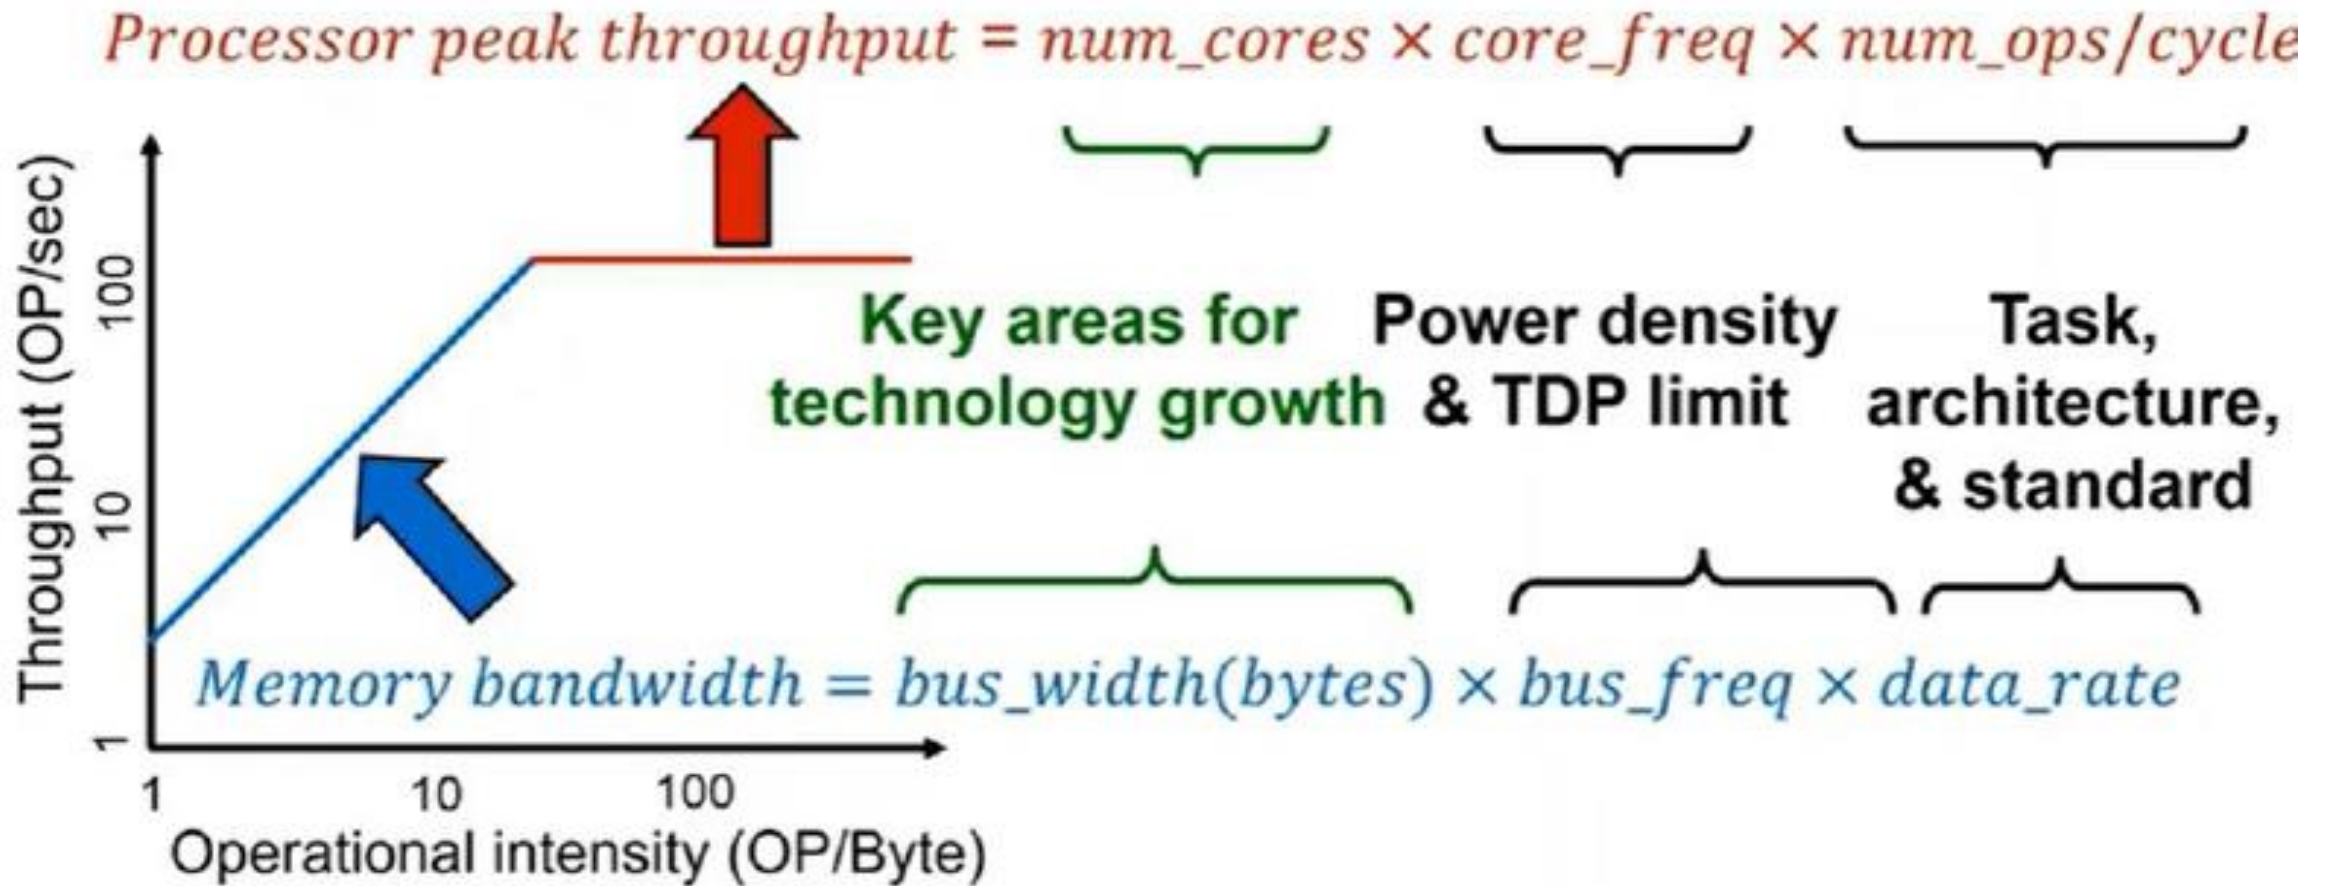 Processor peak throughput = num_cores × core_freq × num_ops/cycle
Throughput (OP/sec)
100
10
1
Key areas for
technology growth
Power density
& TDP limit
Task,
architecture,
& standard
Memory bandwidth = bus_width(bytes) × bus_freq × data_rate
1 10 100
Operational intensity (OP/Byte)